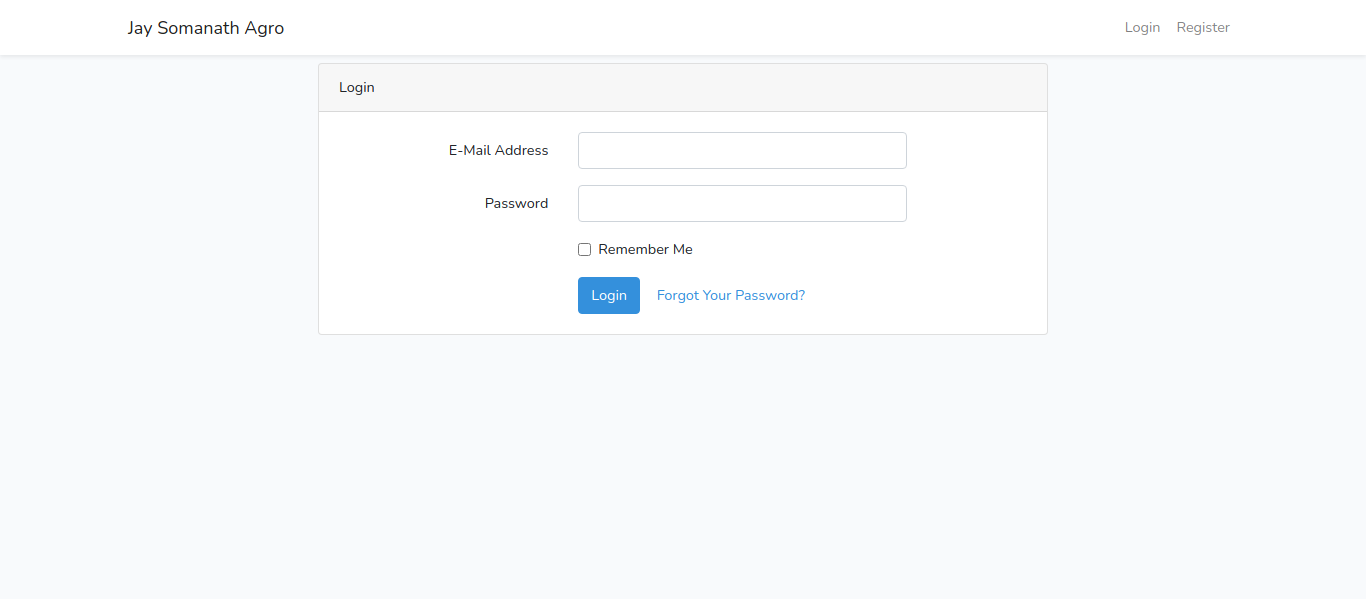 Jay Somanath Agro
Login Register
Login
E-Mail Address
Password
Remember Me
Login Forgot Your Password?